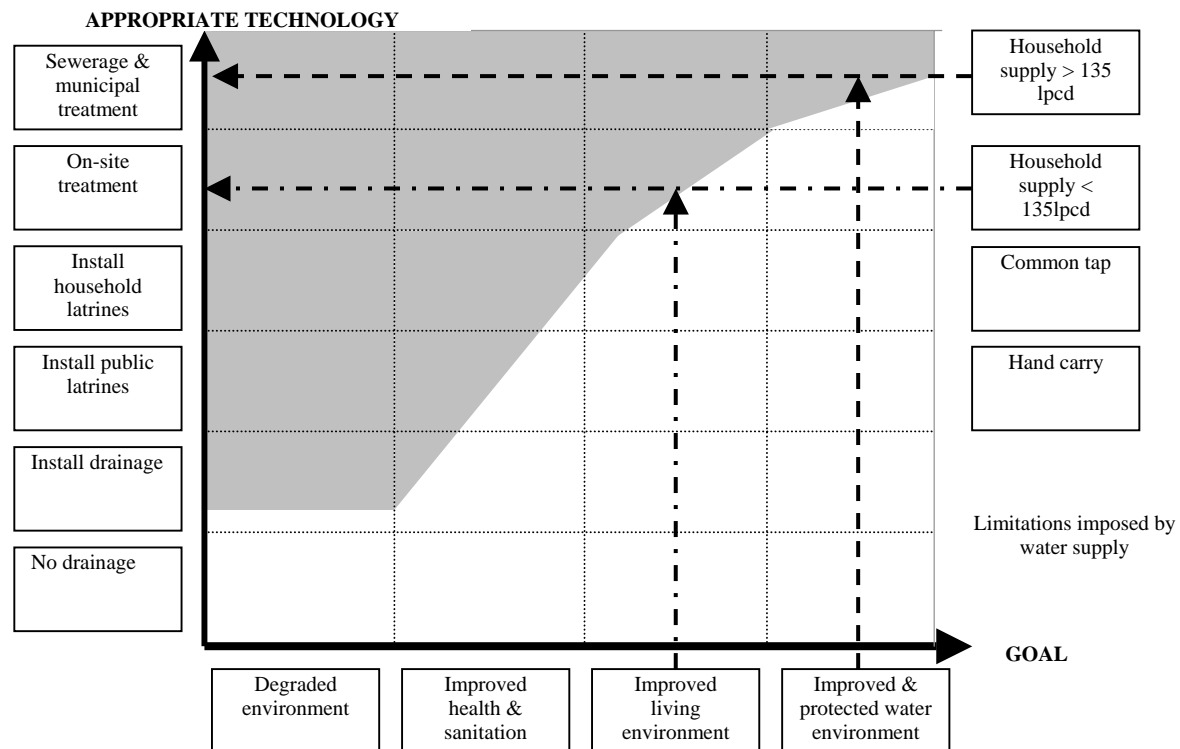 APPROPRIATE TECHNOLOGY
Sewerage &
municipal
treatment
On-site
treatment
Install
household
latrines
Install public
latrines
Install drainage
No drainage
Household
supply > 135
lpcd
Household
supply <
135lpcd
Common tap
Hand carry
Limitations imposed by
water supply
GOAL
Degraded
environment
Improved
health &
sanitation
Improved
living
environment
Improved &
protected water
environment